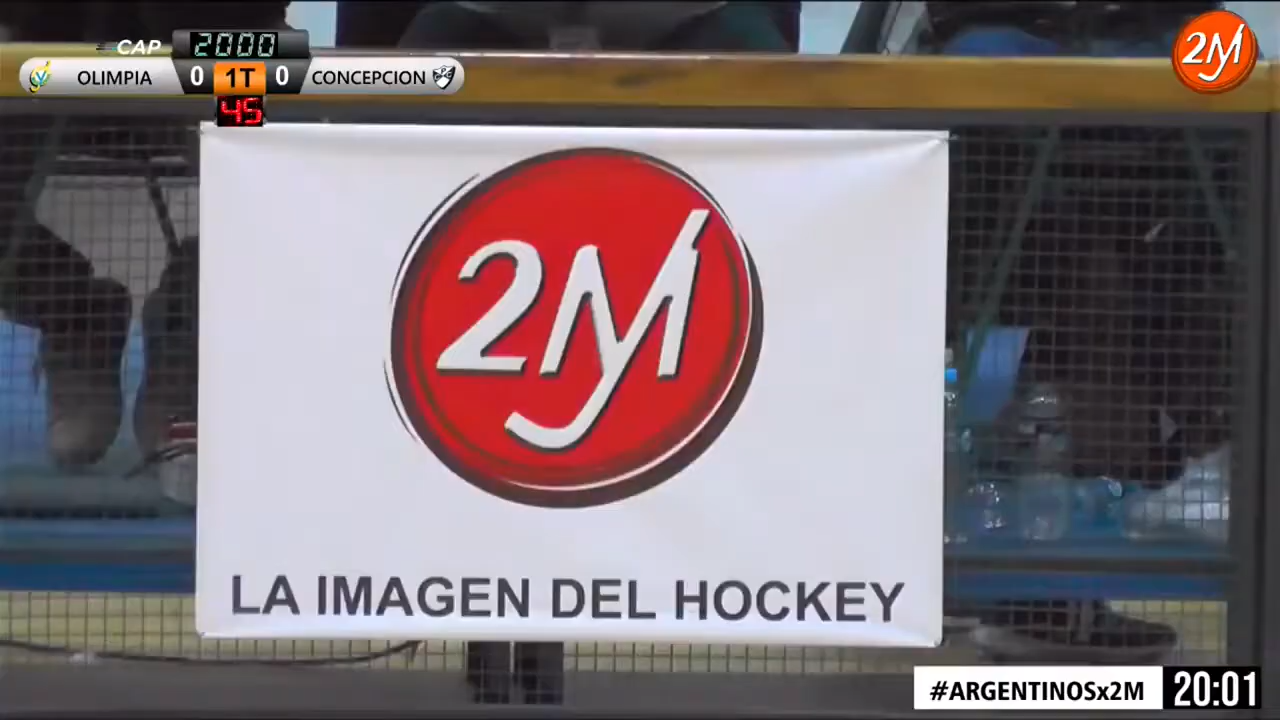 CAP 2000
OLIMPIA 0 1T 0 CONCEPCION
45
2M
2M
LA IMAGEN DEL HOCKEY
#ARGENTINOSx2M 20:01